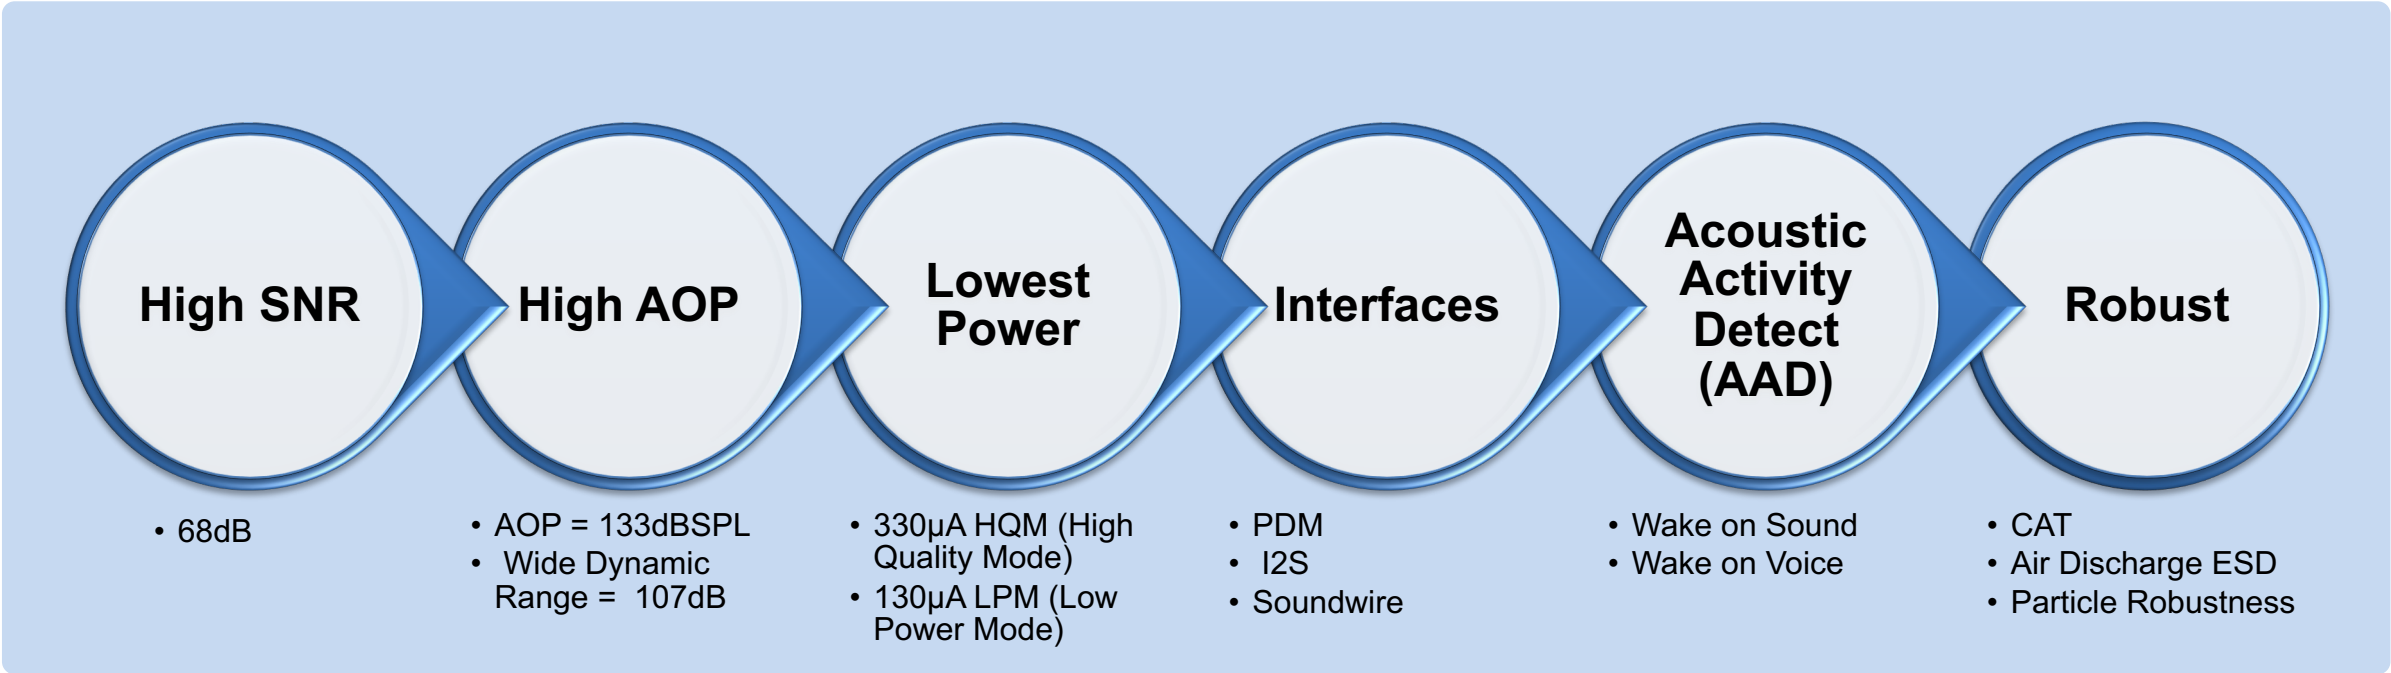 High SNR
• 68dB
High AOP
• AOP = 133dBSPL
• Wide Dynamic
Range = 107dB
Lowest
Power
• 330µA HQM (High
Quality Mode)
• 130µA LPM (Low
Power Mode)
Interfaces
• PDM
• I2S
• Soundwire
Acoustic
Activity
Detect
(AAD)
• Wake on Sound
• Wake on Voice
Robust
• CAT
• Air Discharge ESD
• Particle Robustness